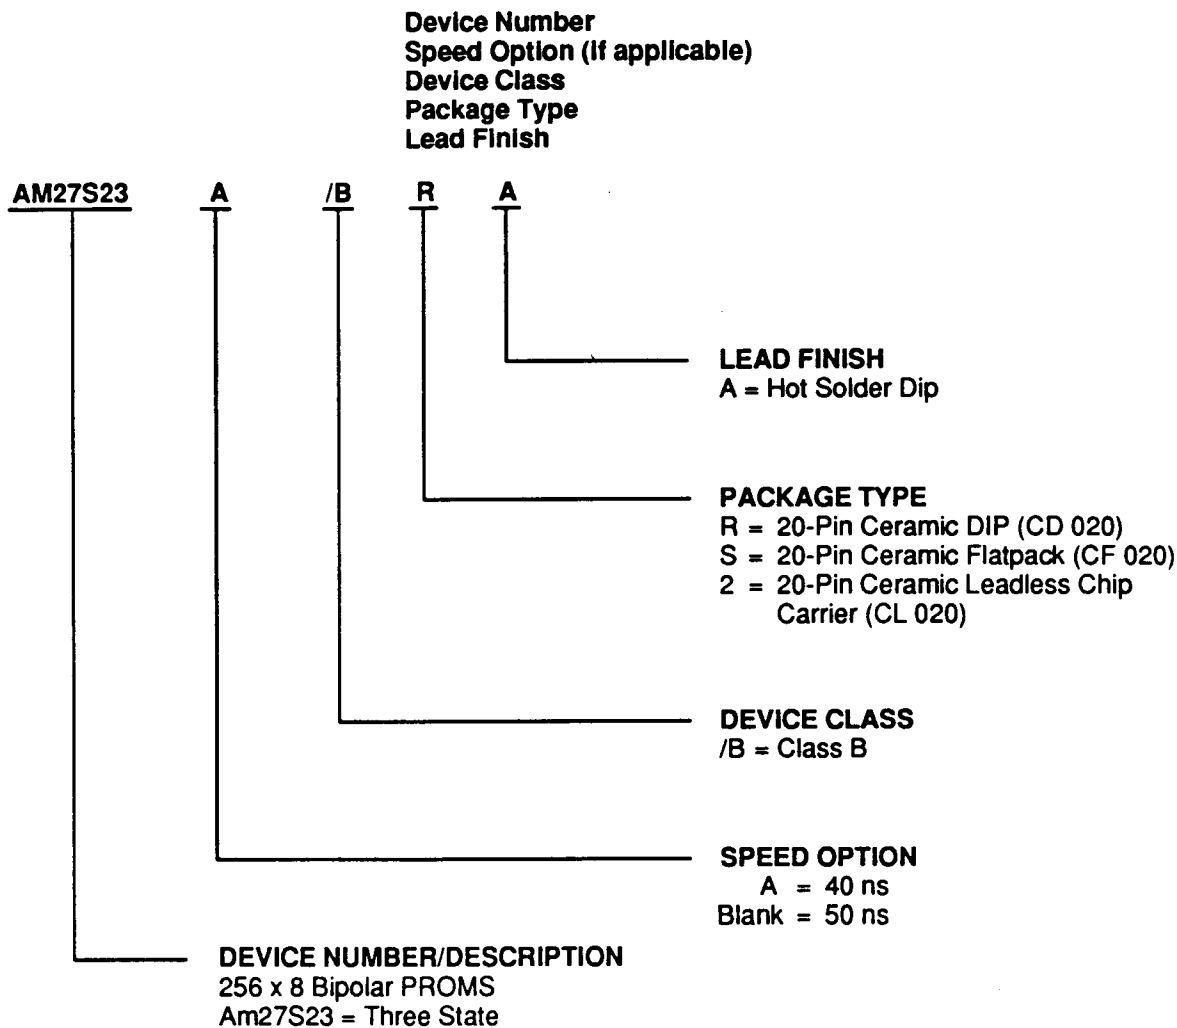 Device Number
Speed Option (if applicable)
Device Class
Package Type
Lead Finish
AM27S23 A /B R A
LEAD FINISH
A = Hot Solder Dip
PACKAGE TYPE
R = 20-Pin Ceramic DIP (CD 020)
S = 20-Pin Ceramic Flatpack (CF 020)
2 = 20-Pin Ceramic Leadless Chip
Carrier (CL 020)
DEVICE CLASS
/B = Class B
SPEED OPTION
A = 40 ns
Blank = 50 ns
DEVICE NUMBER/DESCRIPTION
256 x 8 Bipolar PROMS
Am27S23 = Three State